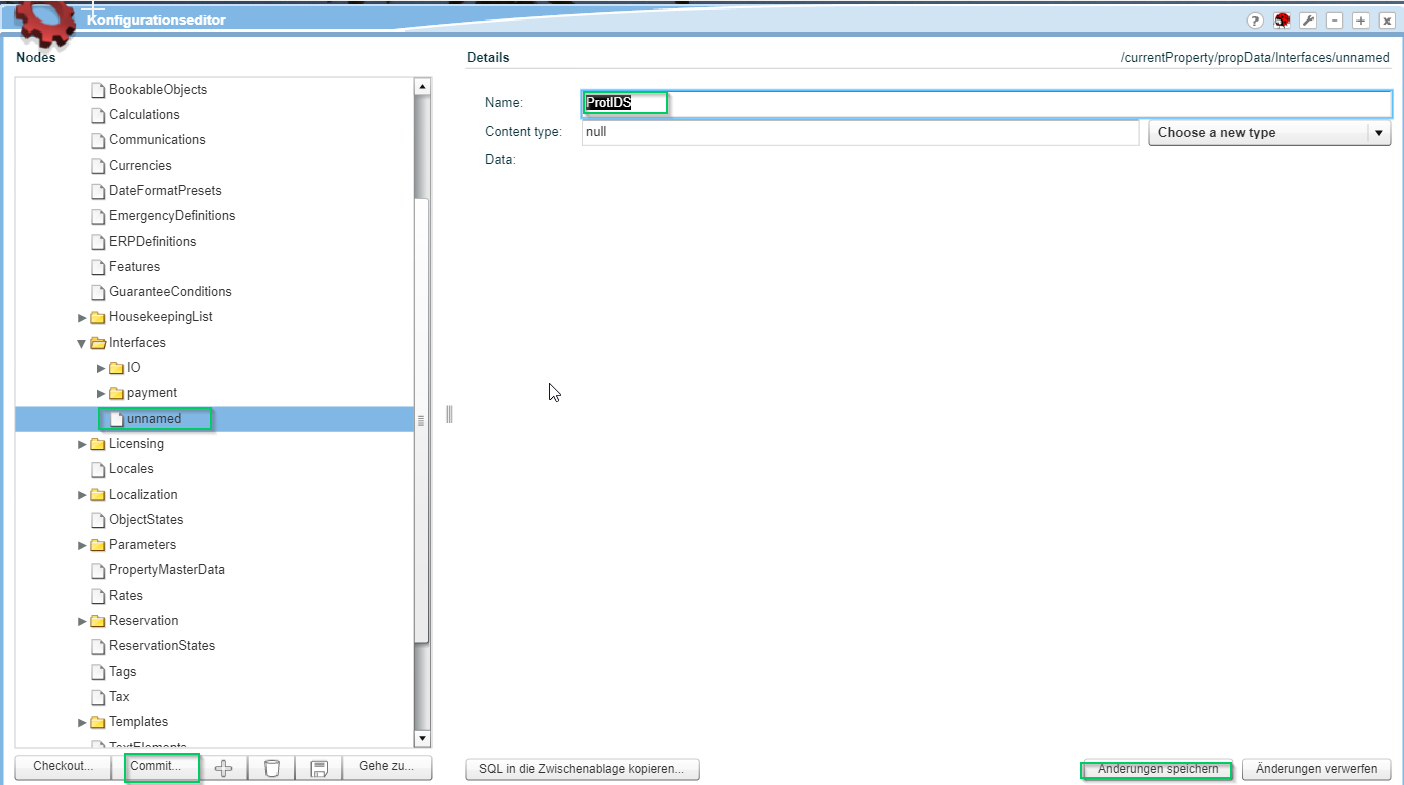 Konfigurationseditor
?
Nodes
BookableObjects
Calculations
Communications
Currencies
DateFormatPresets
EmergencyDefinitions
ERPDefinitions
Features
GuaranteeConditions
HousekeepingList
Interfaces
IO
payment
unnamed
Licensing
Locales
Localization
ObjectStates
Parameters
PropertyMasterData
Rates
Reservation
ReservationStates
Tags
Tax
Templates
TextElements
Checkout...
Commit...
Gehe zu...
Details
/currentProperty/propData/Interfaces/unnamed
Name:
ProtIDS
Content type:
null
Choose a new type
Data:
SQL in die Zwischenablage kopieren...
Änderungen speichern
Änderungen verwerfen